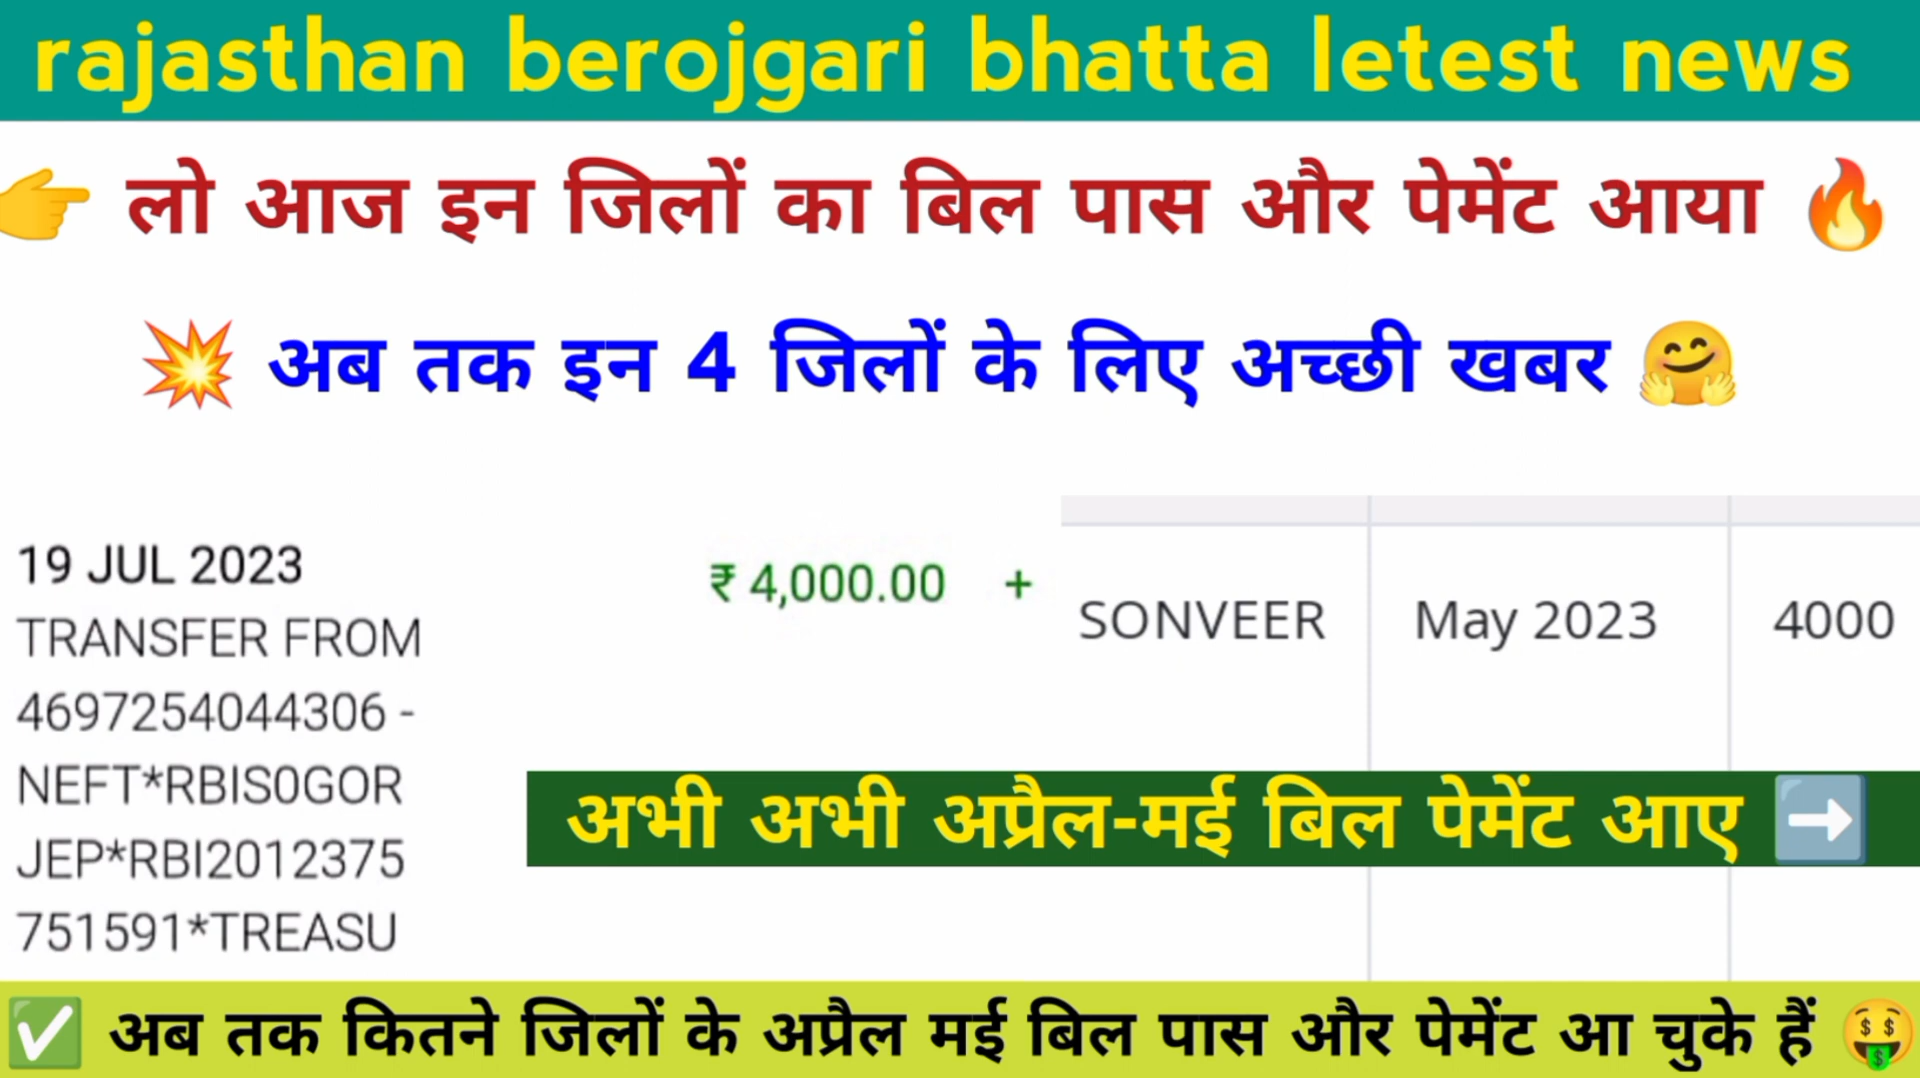 rajasthan berojgari bhatta letest news
👉 लो आज इन जिलों का बिल पास और पेमेंट आया 🔥
💥 अब तक इन 4 जिलों के लिए अच्छी खबर 🤗
19 JUL 2023
TRANSFER FROM
4697254044306 -
NEFT*RBIS0GOR
JEP*RBI2012375
751591*TREASU
₹ 4,000.00 +
SONVEER May 2023 4000
अभी अभी अप्रैल-मई बिल पेमेंट आए ➡️
✅ अब तक कितने जिलों के अप्रैल मई बिल पास और पेमेंट आ चुके हैं 🤑